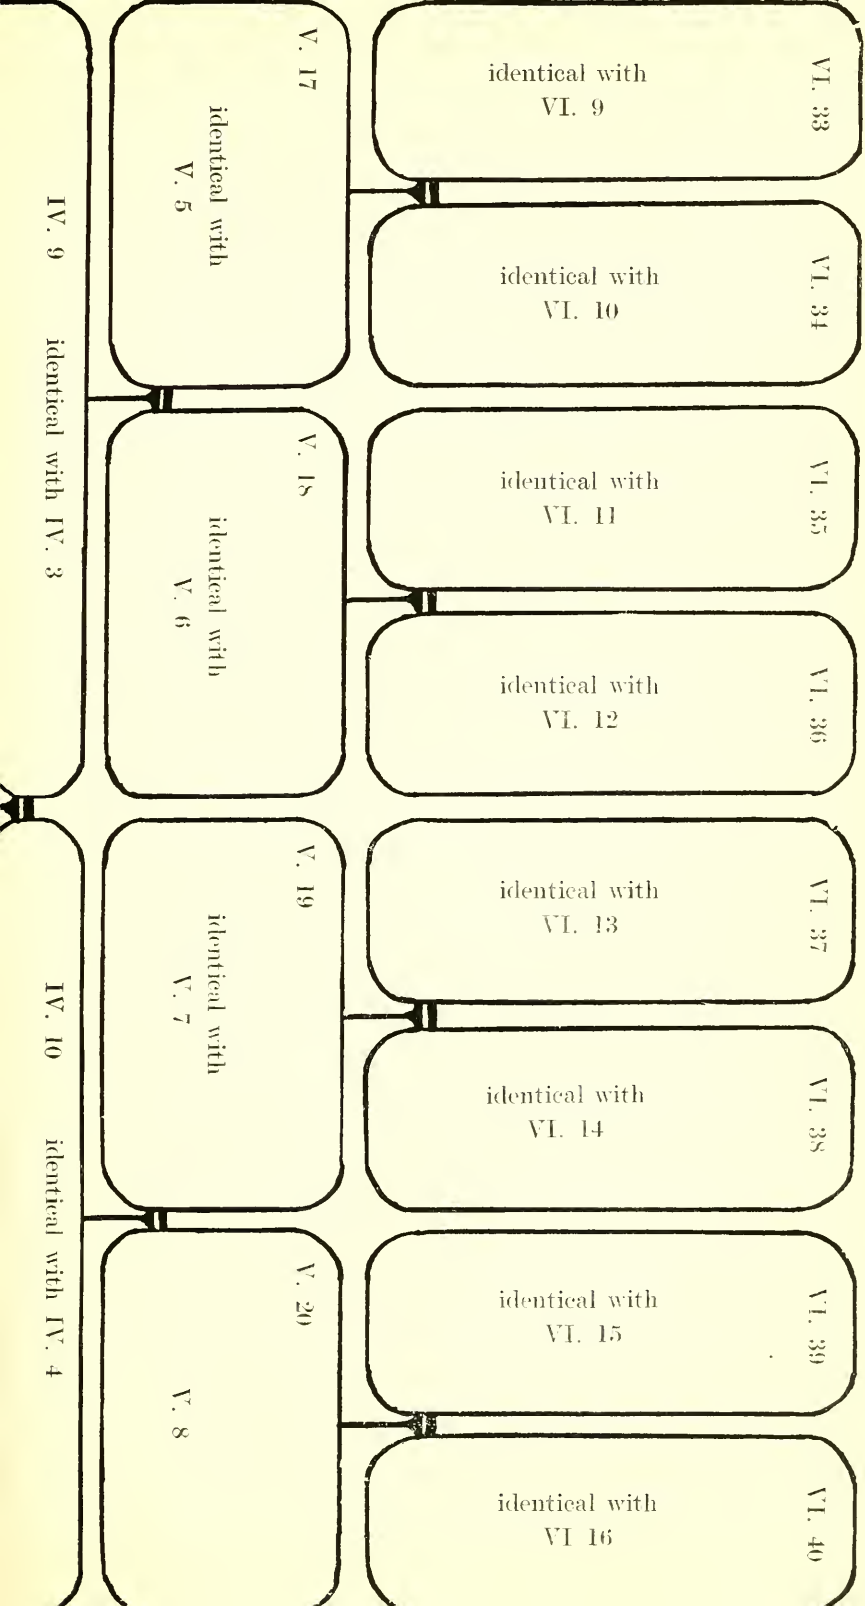 VI. 33
identical with
VI. 9
VI. 34
identical with
VI. 10
VI. 35
identical with
VI. 11
VI. 36
identical with
VI. 12
VI. 37
identical with
VI. 13
VI. 38
identical with
VI. 14
VI. 39
identical with
VI. 15
VI. 40
identical with
VI 16
V. 17
identical with
V. 5
V. 18
identical with
V. 6
V. 19
identical with
V. 7
V. 20
V. 8
IV. 9 identical with IV. 3
IV. 10 identical with IV. 4